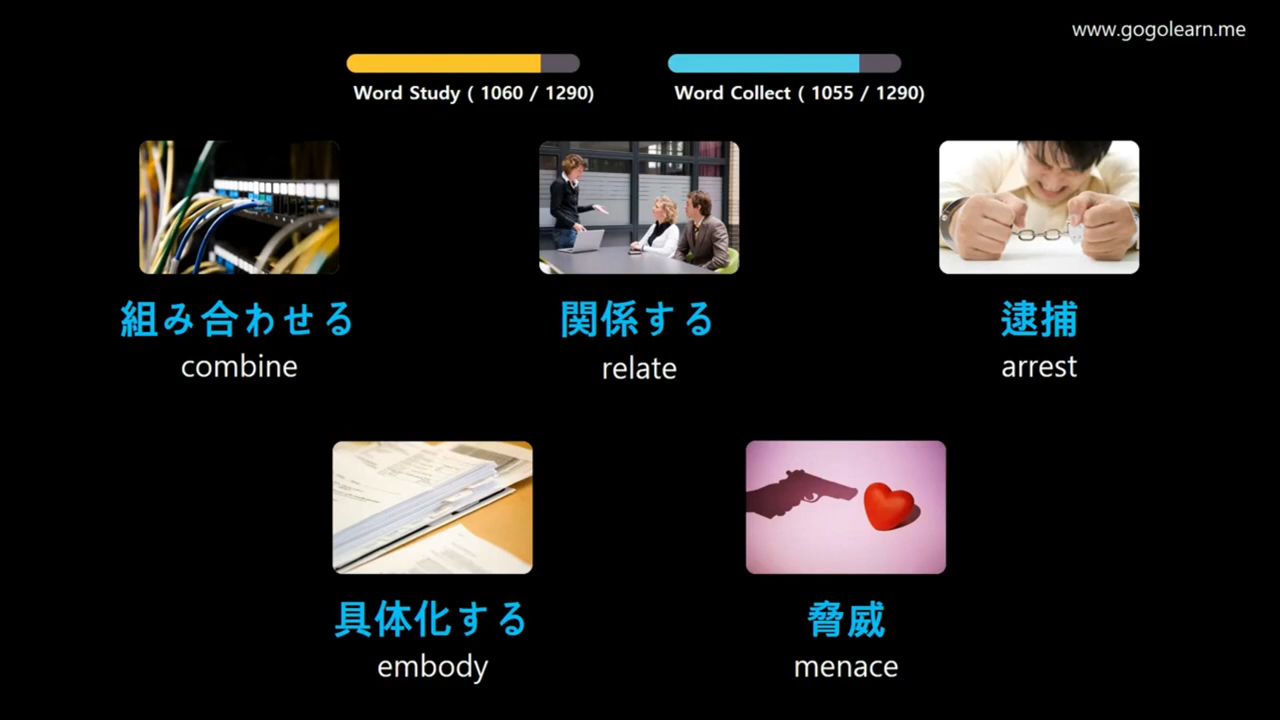 www.gogolearn.me
Word Study ( 1060 / 1290)
Word Collect ( 1055 / 1290)
組み合わせる
combine
関係する
relate
逮捕
arrest
具体化する
embody
脅威
menace